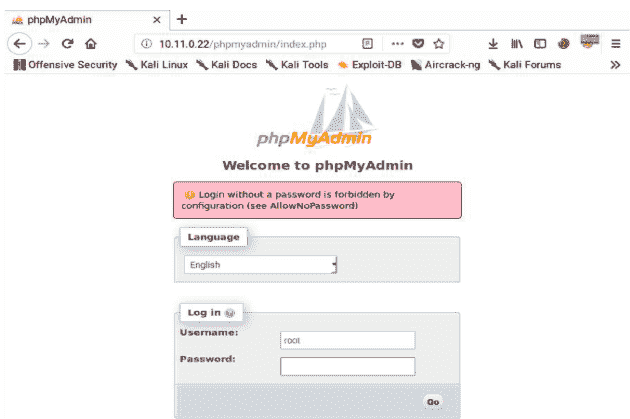 phpMyAdmin
10.11.0.22/phpmyadmin/index.php
Offensive Security Kali Linux Kali Docs Kali Tools Exploit-DB Aircrack-ng Kali Forums
phpMyAdmin
Welcome to phpMyAdmin
Login without a password is forbidden by
configuration (see AllowNoPassword)
Language
English
Log in
Username:
root
Password:
Go